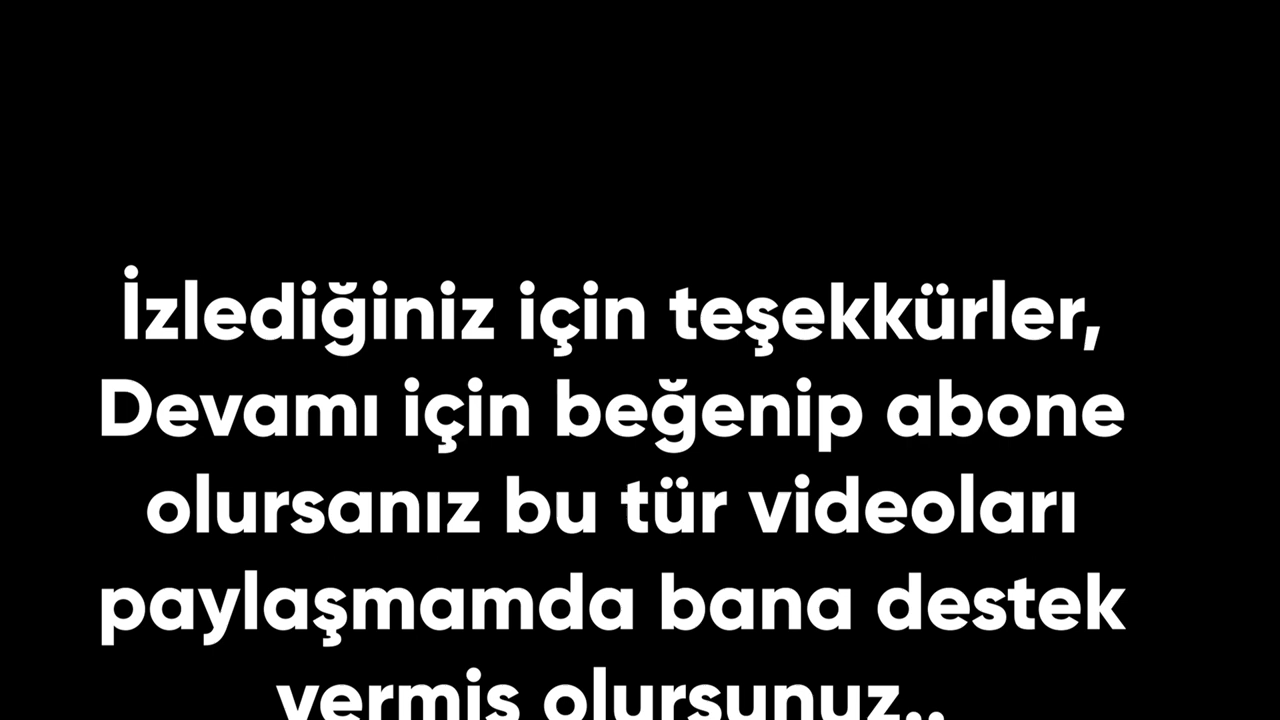 İzlediğiniz için teşekkürler,
Devamı için beğenip abone
olursanız bu tür videoları
paylaşmamda bana destek
vermiş olursunuz..